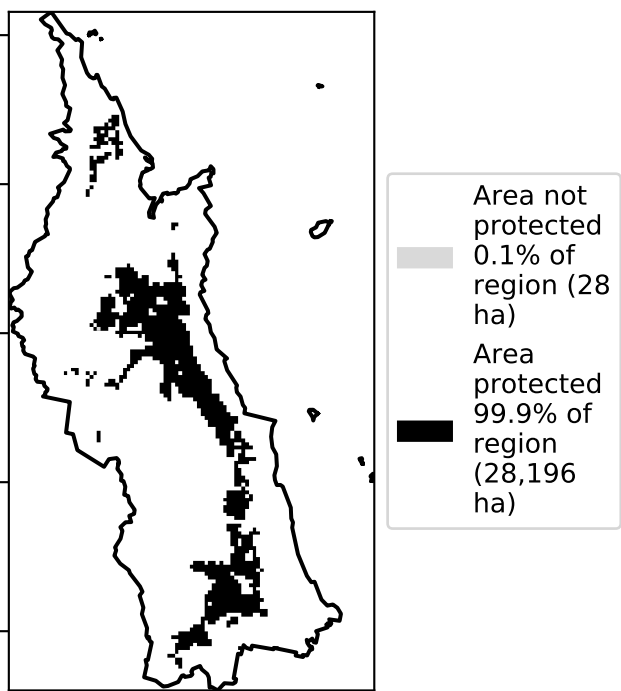 Area not
protected
0.1% of
region (28
ha)
Area
protected
99.9% of
region
(28,196
ha)